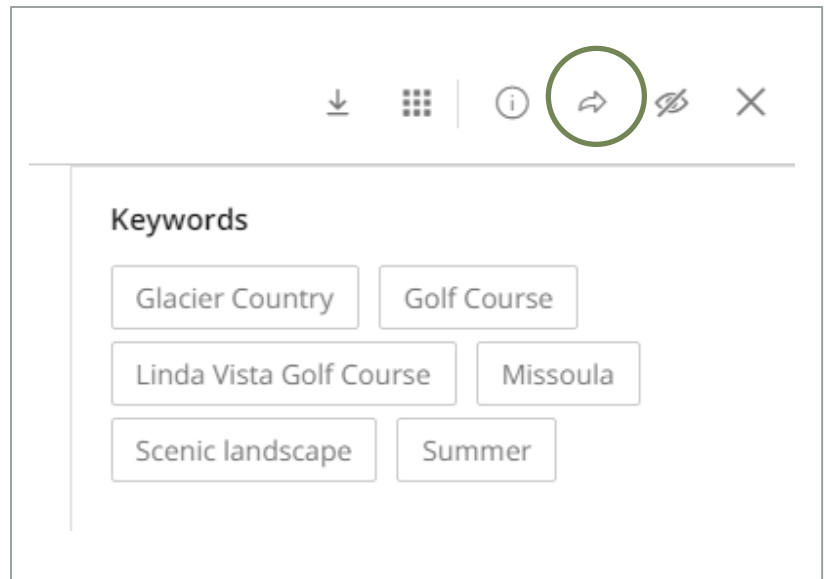 Keywords
Glacier Country Golf Course
Linda Vista Golf Course Missoula
Scenic landscape Summer